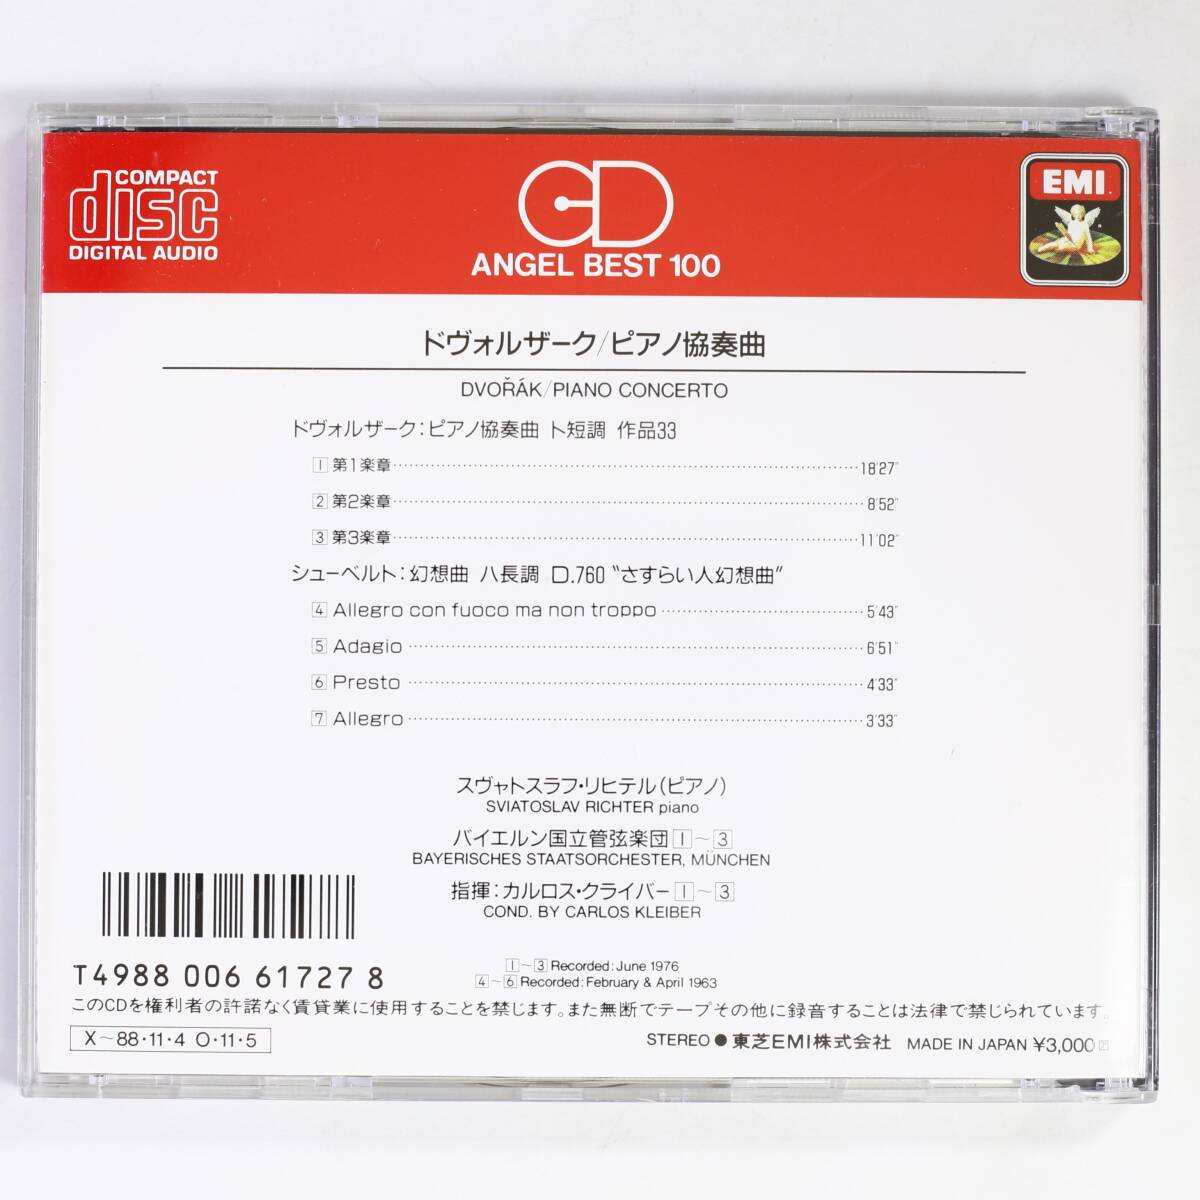 COMPACT
disc
DIGITAL AUDIO
CD
ANGEL BEST 100
EMI
ドヴォルザーク/ピアノ協奏曲
DVOŘÁK/PIANO CONCERTO
ドヴォルザーク:ピアノ協奏曲 ト短調 作品33
1 第1楽章 18'27"
2 第2楽章 8'52"
3 第3楽章 11'02"
シューベルト:幻想曲 ハ長調 D.760 "さすらい人幻想曲"
4 Allegro con fuoco ma non troppo 5'43"
5 Adagio 6'51"
6 Presto 4'33"
7 Allegro 3'33"
スヴャトスラフ・リヒテル(ピアノ)
SVIATOSLAV RICHTER piano
バイエルン国立管弦楽団 1~3
BAYERISCHES STAATSORCHESTER, MÜNCHEN
指揮:カルロス・クライバー 1~3
COND. BY CARLOS KLEIBER
1~3 Recorded: June 1976
4~6 Recorded: February & April 1963
T4988 006 61727 8
このCDを権利者の許諾なく賃貸業に使用することを禁じます。また無断でテープその他に録音することは法律で禁じられています。
X~88・11・4 O・11・5
STEREO ● 東芝EMI株式会社 MADE IN JAPAN ¥3,000